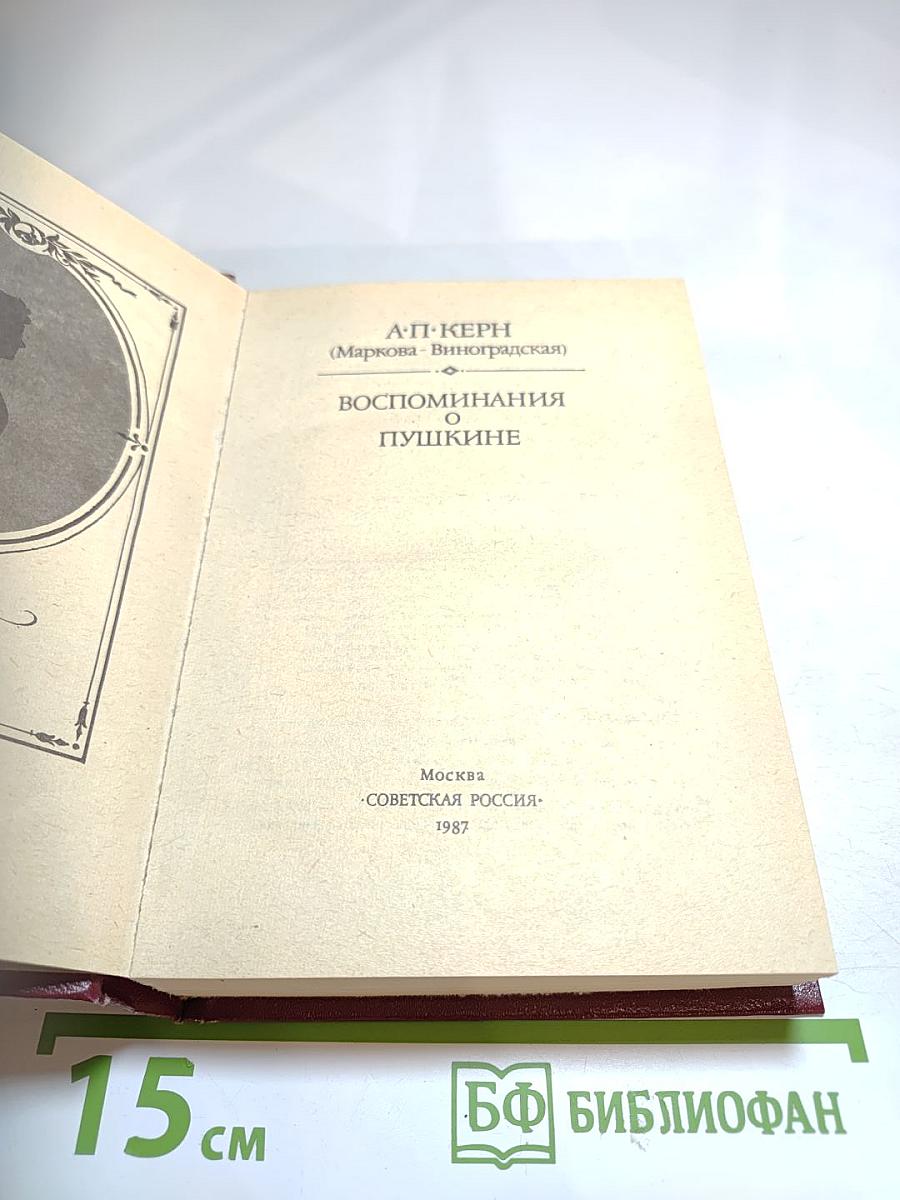 А·П·КЕРН
(Маркова-Виноградская)
ВОСПОМИНАНИЯ
О
ПУШКИНЕ
Москва
·СОВЕТСКАЯ РОССИЯ·
1987
15 см
БФ БИБЛИОФАН